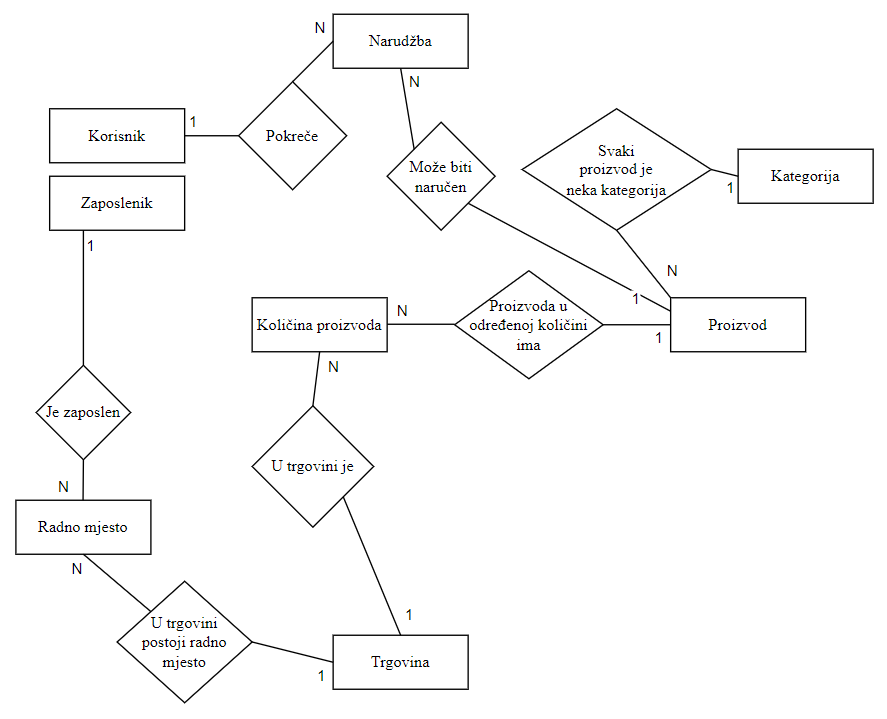 N
Narudžba
N
1
Korisnik
Pokreče
Može biti
naručen
Svaki
proizvod je
neka kategorija
Kategorija
1
Zaposlenik
1
N
1
Količina proizvoda
N
Proizvoda u
određenoj količini
ima
1
Proizvod
N
Je zaposlen
U trgovini je
N
Radno mjesto
N
1
U trgovini
postoji radno
mjesto
1
Trgovina